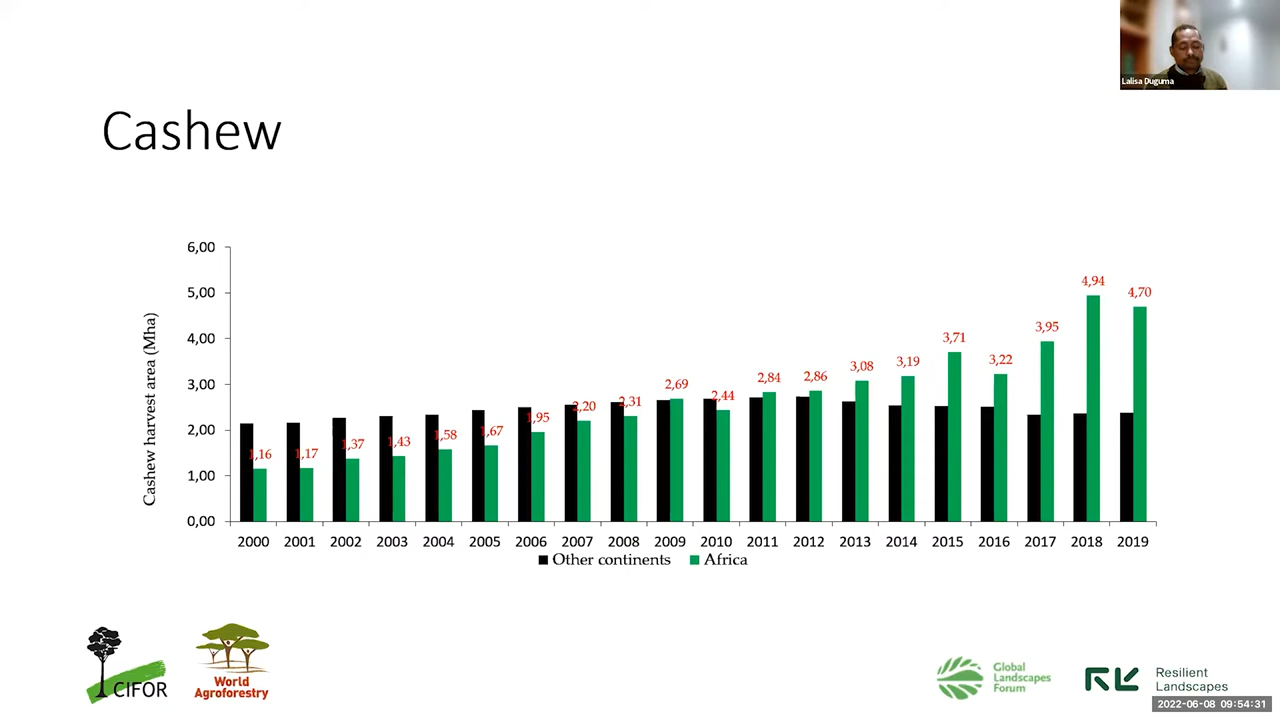 Lalisa Duguma
Cashew
Cashew harvest area (Mha)
6,00
5,00
4,00
3,00
2,00
1,00
0,00
1,16
1,17
1,37
1,43
1,58
1,67
1,95
2,20
2,31
2,69
2,44
2,84
2,86
3,08
3,19
3,71
3,22
3,95
4,94
4,70
2000 2001 2002 2003 2004 2005 2006 2007 2008 2009 2010 2011 2012 2013 2014 2015 2016 2017 2018 2019
Other continents Africa
CIFOR
World
Agroforestry
Global
Landscapes
Forum
Resilient
Landscapes
2022-06-08 09:54:31